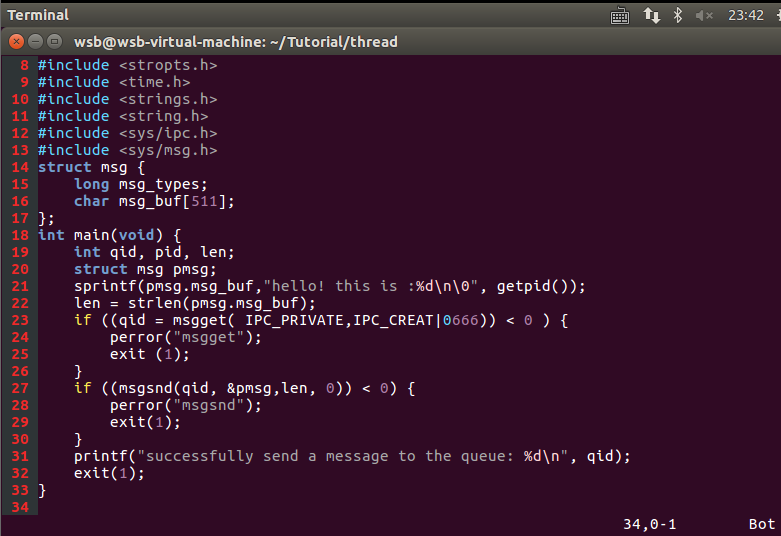 Terminal 23:42
wsb@wsb-virtual-machine: ~/Tutorial/thread
8 #include <stropts.h>
9 #include <time.h>
10 #include <strings.h>
11 #include <string.h>
12 #include <sys/ipc.h>
13 #include <sys/msg.h>
14 struct msg {
15     long msg_types;
16     char msg_buf[511];
17 };
18 int main(void) {
19     int qid, pid, len;
20     struct msg pmsg;
21     sprintf(pmsg.msg_buf,"hello! this is :%d\n\0", getpid());
22     len = strlen(pmsg.msg_buf);
23     if ((qid = msgget( IPC_PRIVATE,IPC_CREAT|0666)) < 0 ) {
24         perror("msgget");
25         exit (1);
26     }
27     if ((msgsnd(qid, &pmsg,len, 0)) < 0) {
28         perror("msgsnd");
29         exit(1);
30     }
31     printf("successfully send a message to the queue: %d\n", qid);
32     exit(1);
33 }
34
34,0-1 Bot